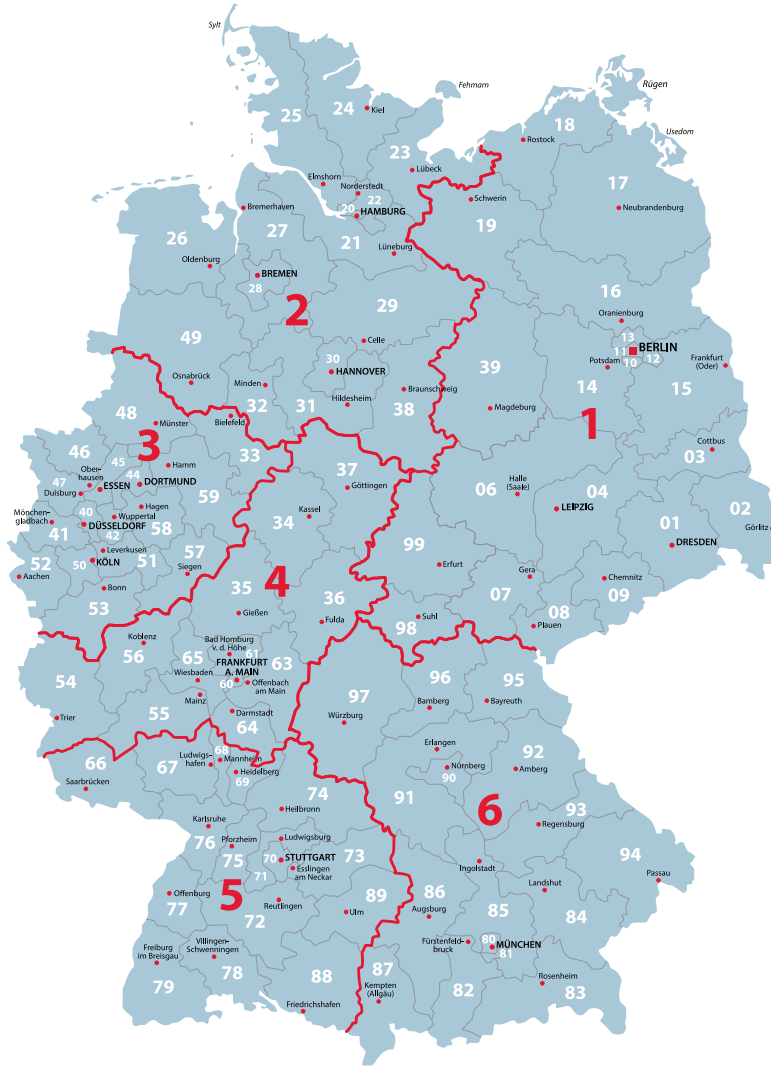 Sylt
Fehmarn
Rügen
Usedom
25
24
Kiel
18
Rostock
23
Lübeck
17
Neubrandenburg
Elmshorn
Norderstedt
22
20
HAMBURG
Schwerin
19
Bremerhaven
27
26
Oldenburg
21
Lüneburg
BREMEN
28
2
29
16
Oranienburg
13
BERLIN
11
12
10
Potsdam
Frankfurt
(Oder)
49
Celle
30
HANNOVER
Osnabrück
Minden
14
15
39
Braunschweig
Hildesheim
Magdeburg
32
31
38
48
Münster
Bielefeld
1
3
33
46
45
Hamm
Cottbus
03
Ober-
hausen
47
Duisburg
ESSEN
44
DORTMUND
59
37
Göttingen
06
Halle
(Saale)
04
LEIPZIG
02
Görlitz
Mönchen-
gladbach
41
40
Hagen
Wuppertal
DÜSSELDORF
42
58
34
Kassel
01
DRESDEN
52
Aachen
50
Leverkusen
KÖLN
51
57
Siegen
99
Erfurt
Gera
Chemnitz
09
53
Bonn
35
4
Gießen
36
Fulda
07
08
Plauen
98
Suhl
Koblenz
56
54
Trier
65
Bad Homburg
v. d. Höhe
61
63
FRANKFURT
A. MAIN
60
Wiesbaden
Offenbach
am Main
Mainz
55
Darmstadt
64
97
Würzburg
96
Bamberg
95
Bayreuth
66
Saarbrücken
67
Ludwigs-
hafen
68
Mannheim
Heidelberg
69
Erlangen
Nürnberg
90
92
Amberg
74
Heilbronn
91
6
93
Regensburg
Karlsruhe
76
Pforzheim
75
Ludwigsburg
70
STUTTGART
71
Esslingen
am Neckar
73
94
Passau
Ingolstadt
5
Offenburg
77
72
Reutlingen
89
Ulm
86
Augsburg
85
Landshut
84
Freiburg
im Breisgau
79
Villingen-
Schwenningen
78
88
Friedrichshafen
87
Kempten
(Allgäu)
Fürstenfeld-
bruck
80
MÜNCHEN
81
82
Rosenheim
83